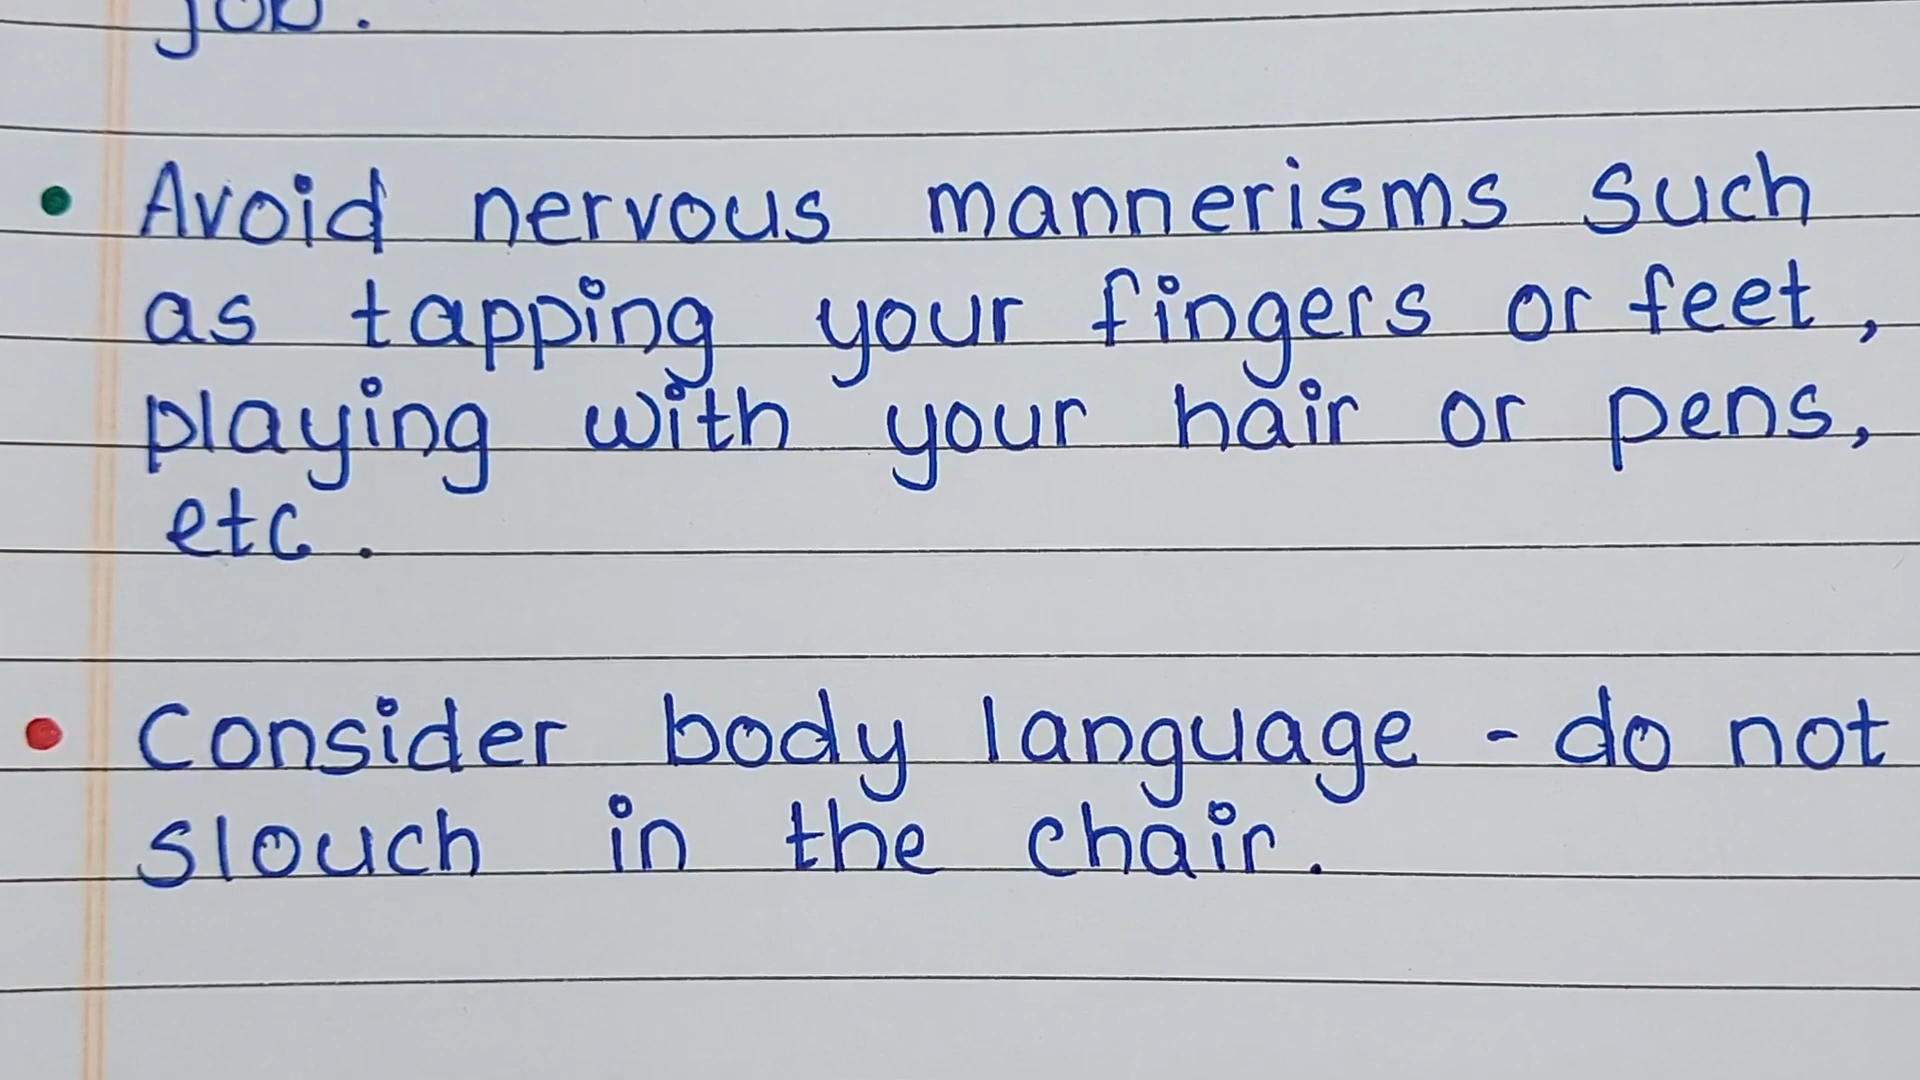 job.
• Avoid nervous mannerisms such
as tapping your fingers or feet,
playing with your hair or pens,
etc.
• Consider body language - do not
slouch in the chair.